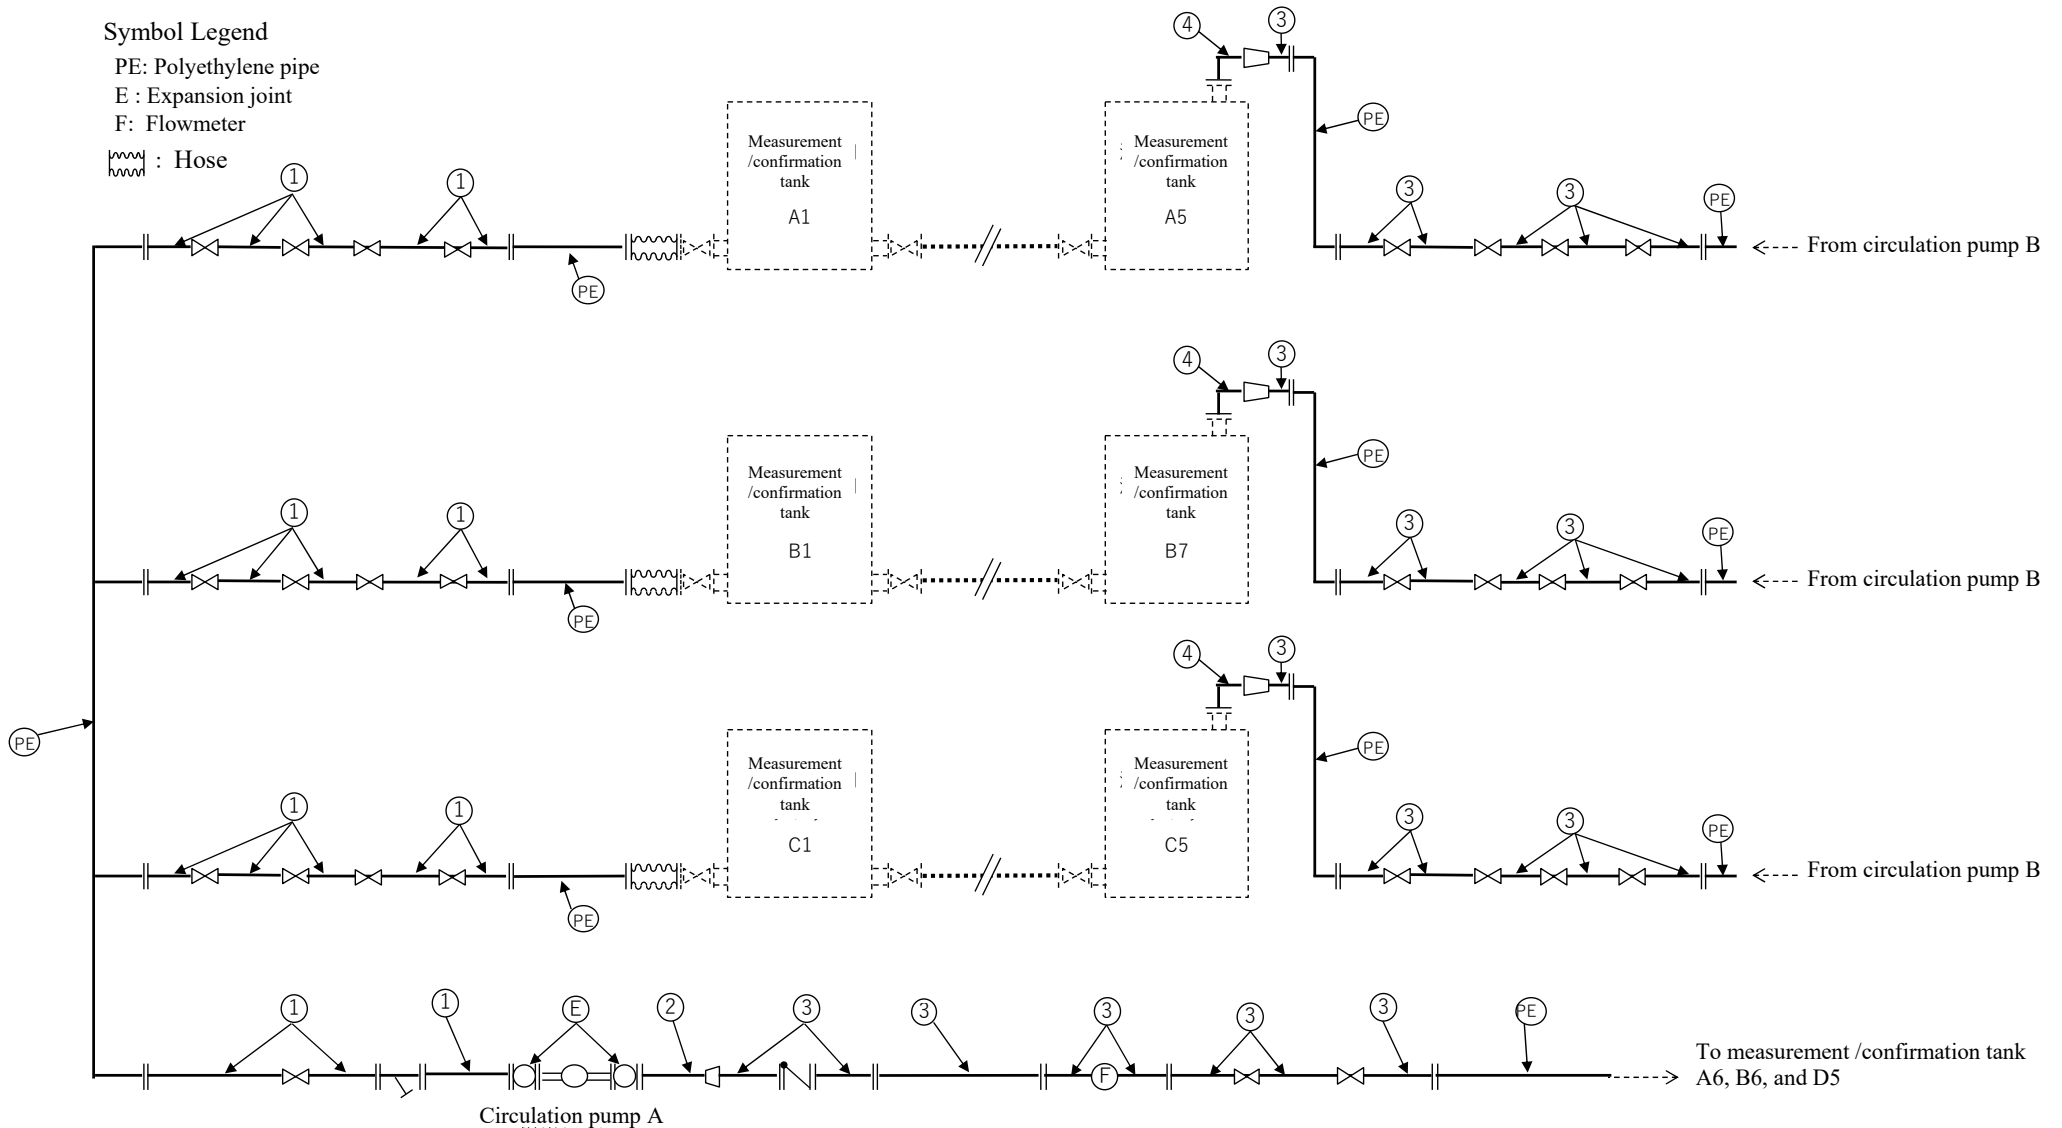 Symbol Legend
PE: Polyethylene pipe
E : Expansion joint
F: Flowmeter
: Hose
④ ③
PE
① ①
Measurement
/confirmation
tank
A1
Measurement
/confirmation
tank
A5
③ ③ PE
From circulation pump B
PE
④ ③
PE
① ①
Measurement
/confirmation
tank
B1
Measurement
/confirmation
tank
B7
③ ③ PE
From circulation pump B
PE
④ ③
PE
PE
① ①
Measurement
/confirmation
tank
C1
Measurement
/confirmation
tank
C5
③ ③ PE
From circulation pump B
PE
① ① E ② ③ ③ ③ ③ ③ PE
F
To measurement /confirmation tank
A6, B6, and D5
Circulation pump A